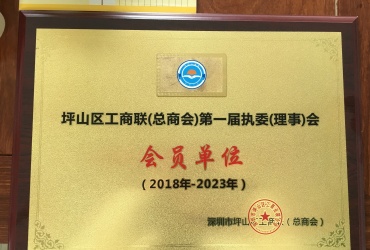 坪山区工商联(总商会)第一届执委(理事)会
会员单位
(2018年-2023年)
深圳市坪山区工商联(总商会)